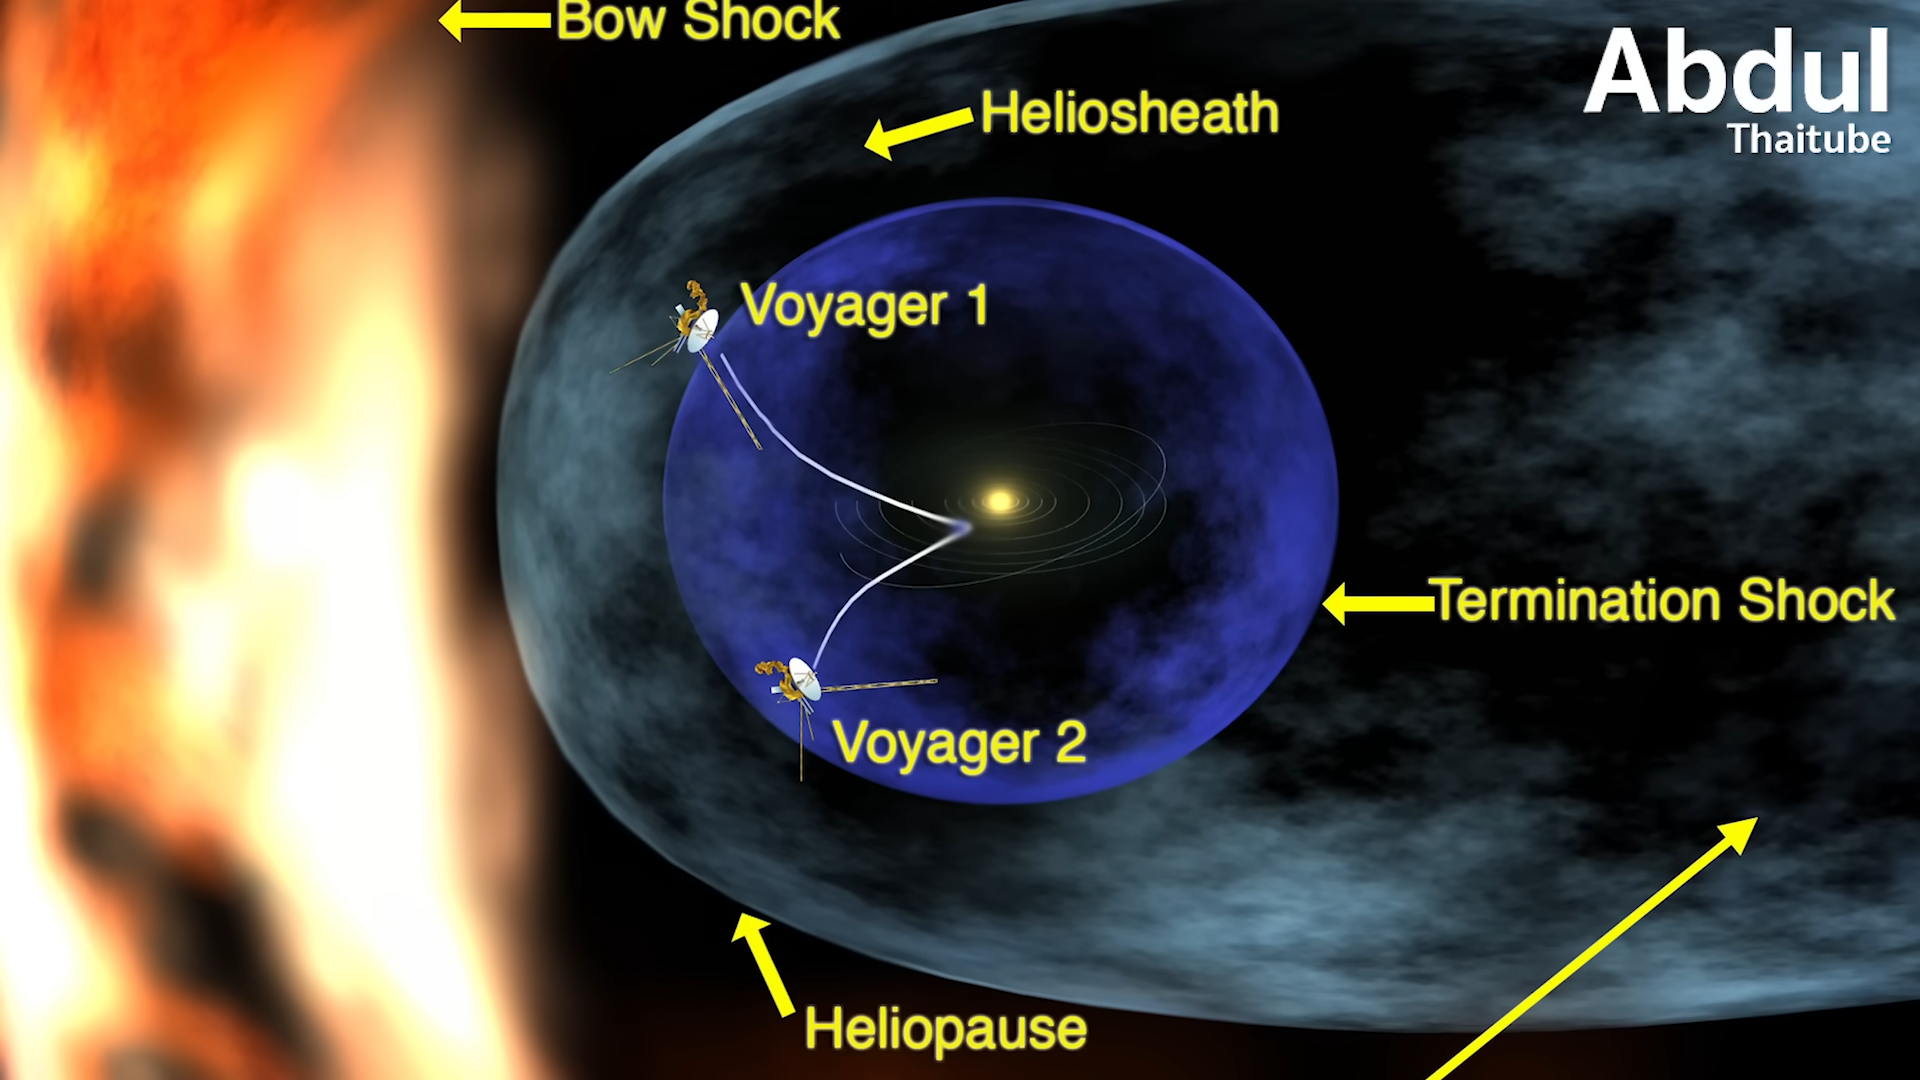 Bow Shock
Abdul
Thaitube
Heliosheath
Voyager 1
Termination Shock
Voyager 2
Heliopause